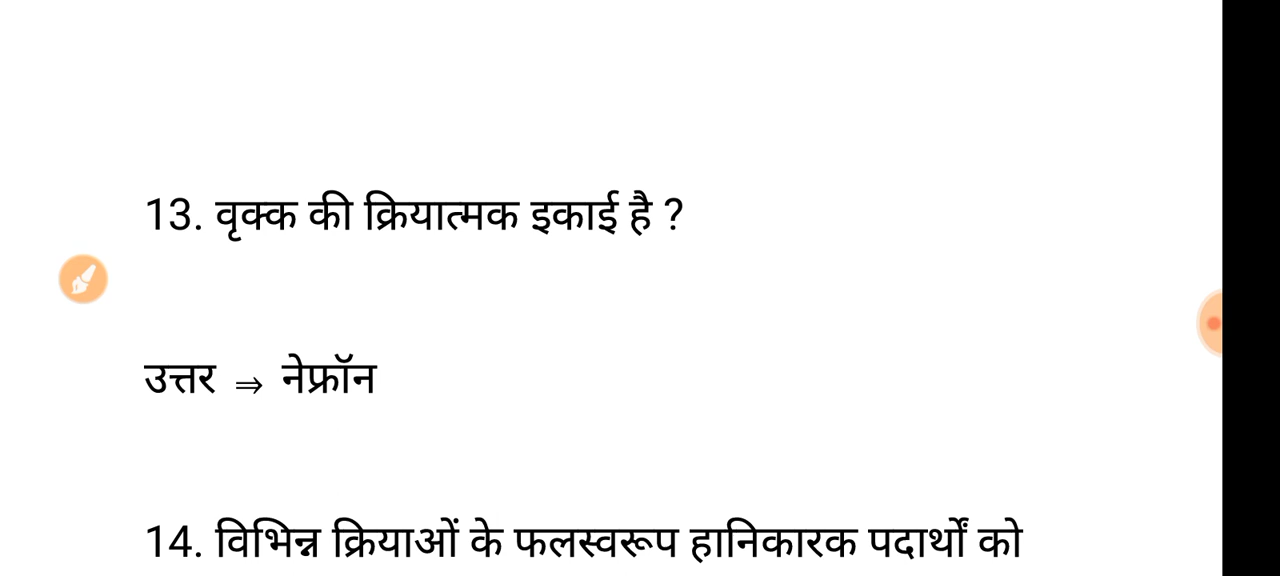 13. वृक्क की क्रियात्मक इकाई है ?
उत्तर ⇒ नेफ्रॉन
14. विभिन्न क्रियाओं के फलस्वरूप हानिकारक पदार्थों को